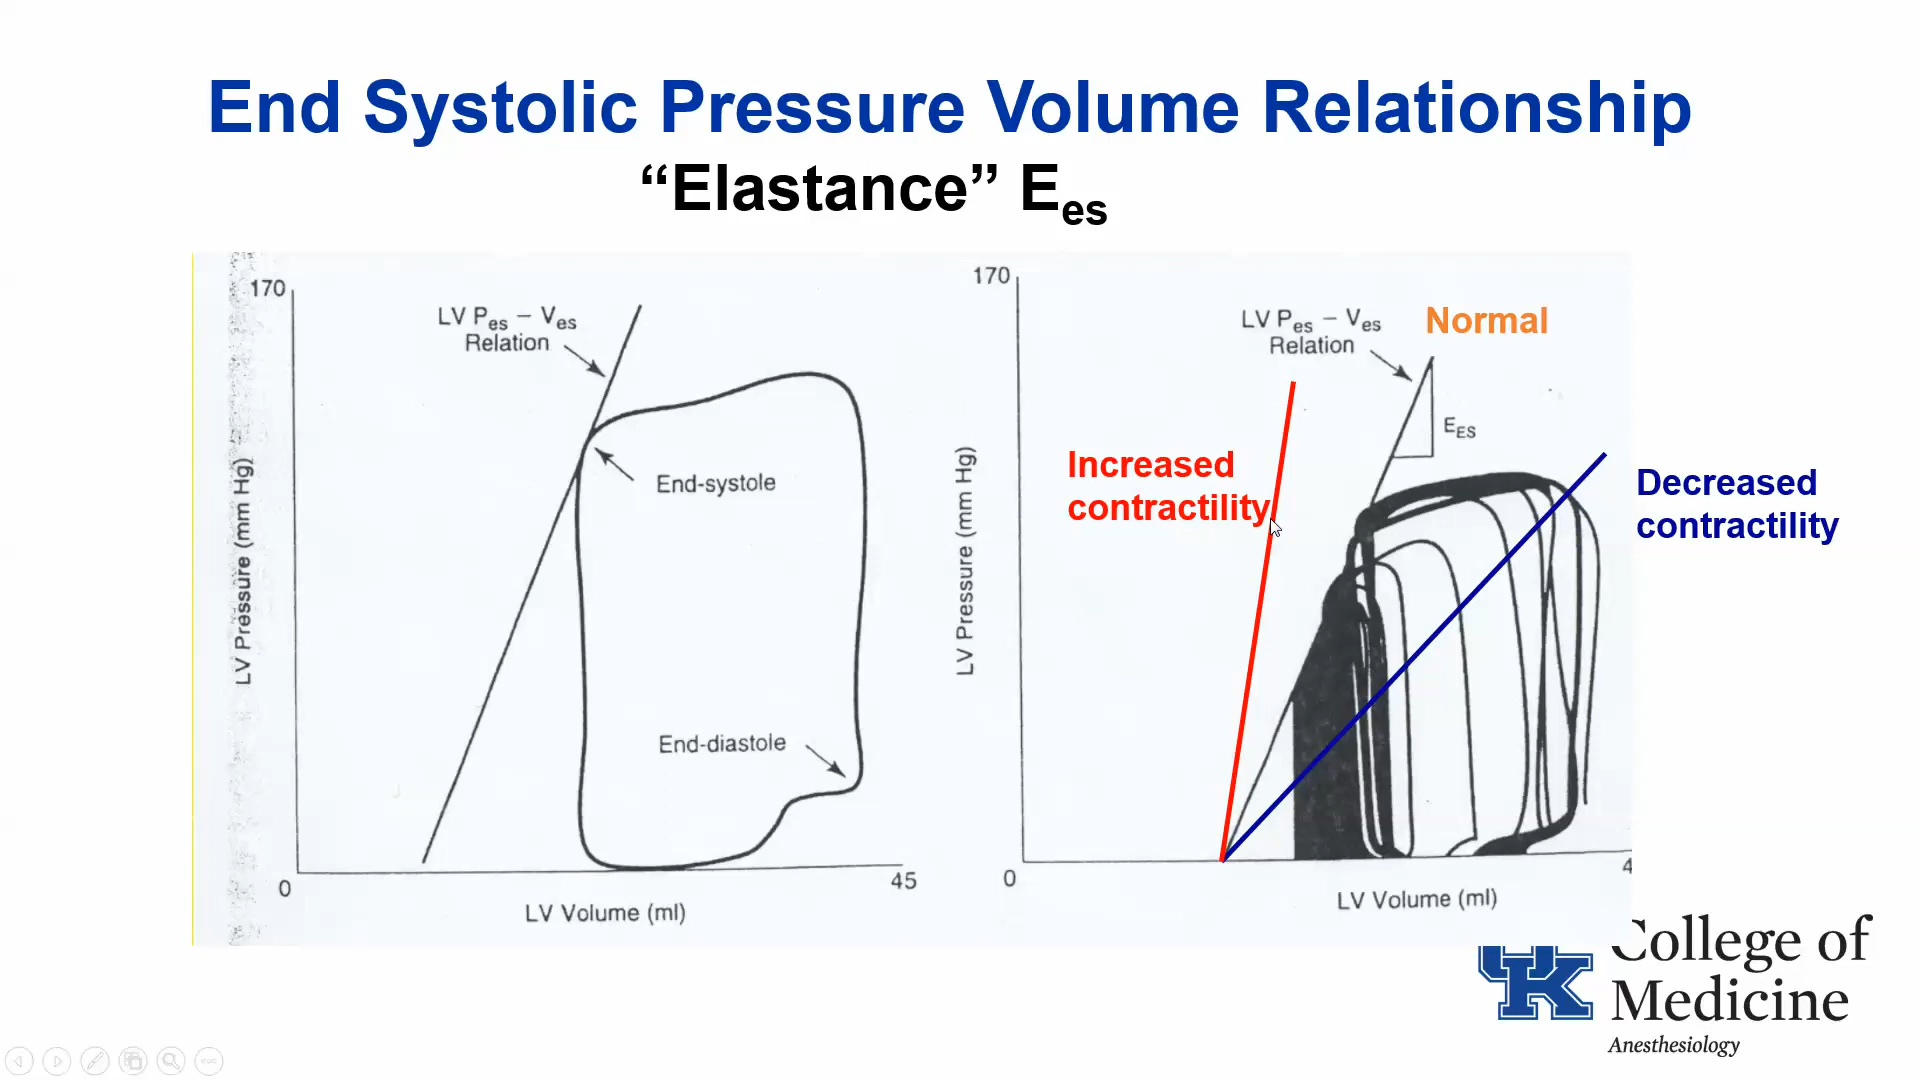 End Systolic Pressure Volume Relationship
“Elastance” Ees
170
LV Pes – Ves
Relation
End-systole
End-diastole
LV Pressure (mm Hg)
0
45
LV Volume (ml)
170
LV Pes – Ves
Relation
Normal
EES
Increased
contractility
Decreased
contractility
LV Pressure (mm Hg)
0
4
LV Volume (ml)
UK
College of
Medicine
Anesthesiology